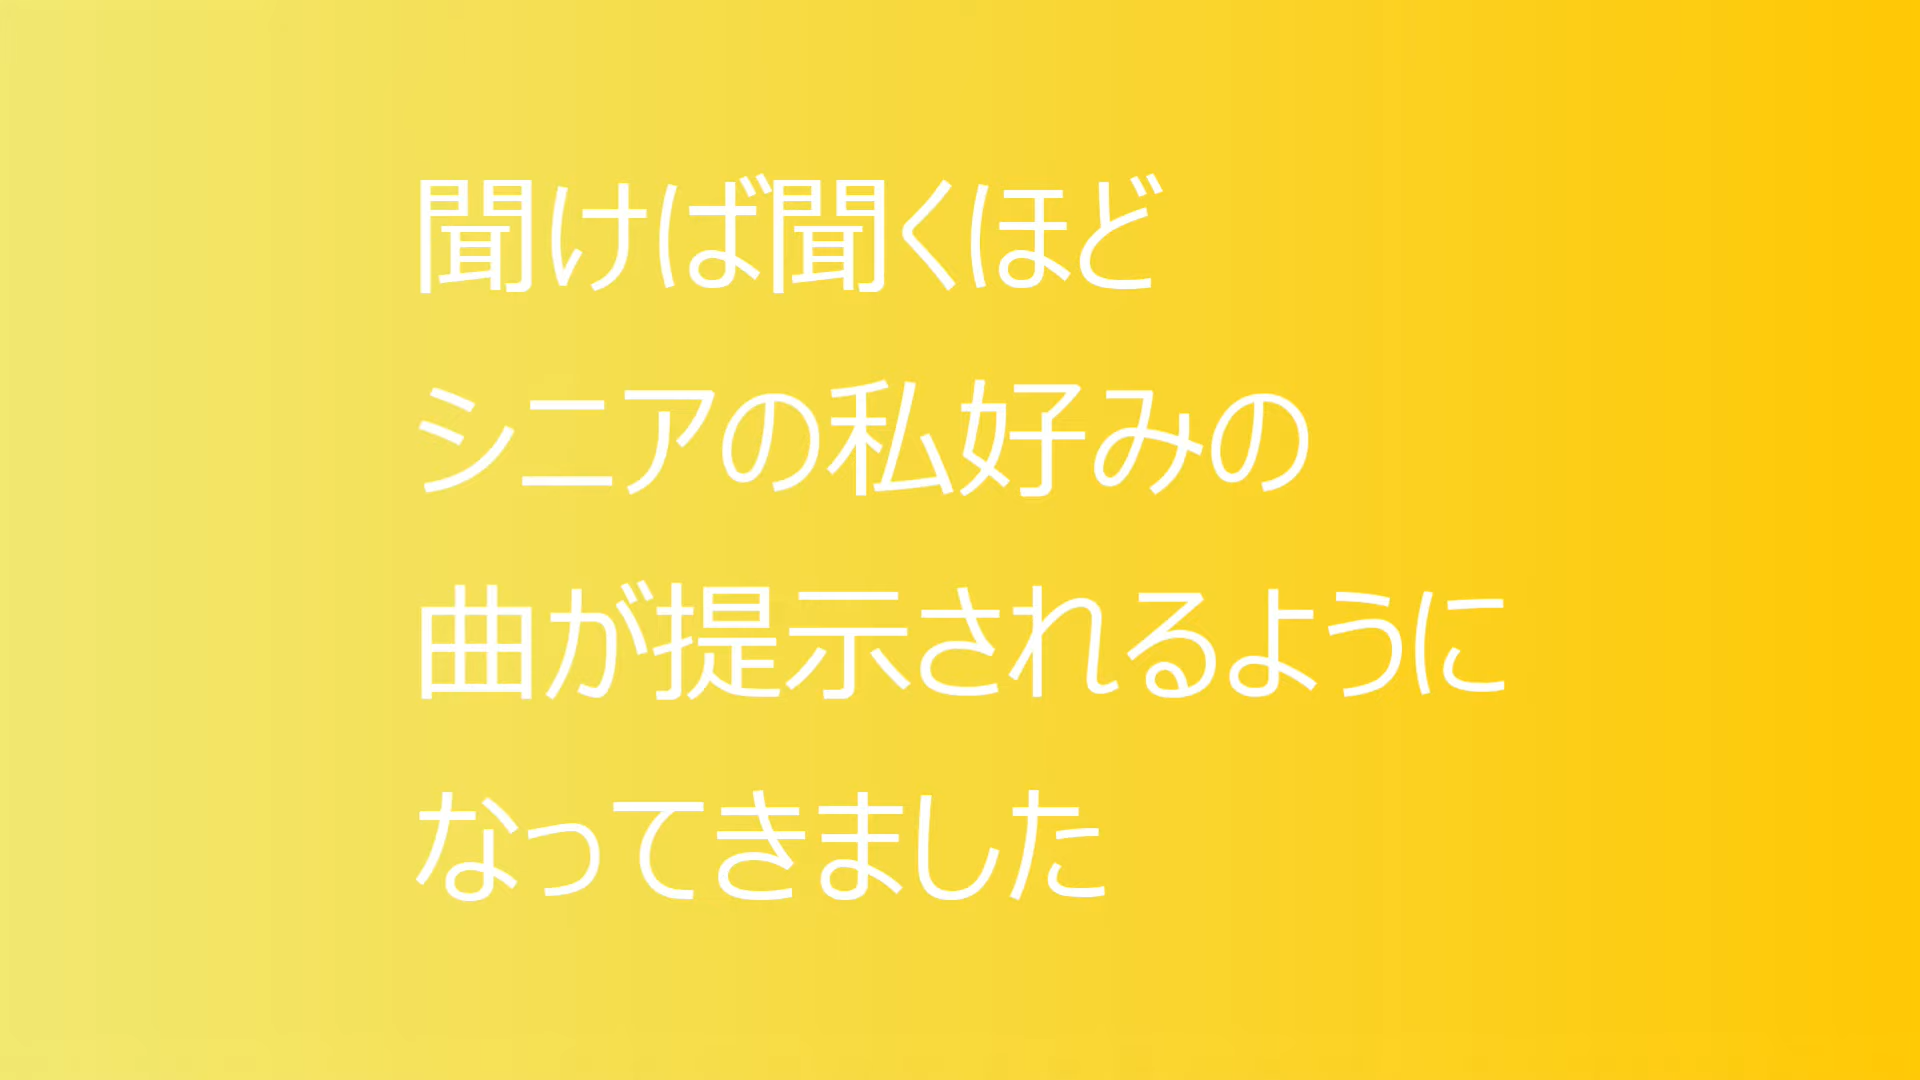 聞けば聞くほど
シニアの私好みの
曲が提示されるように
なってきました